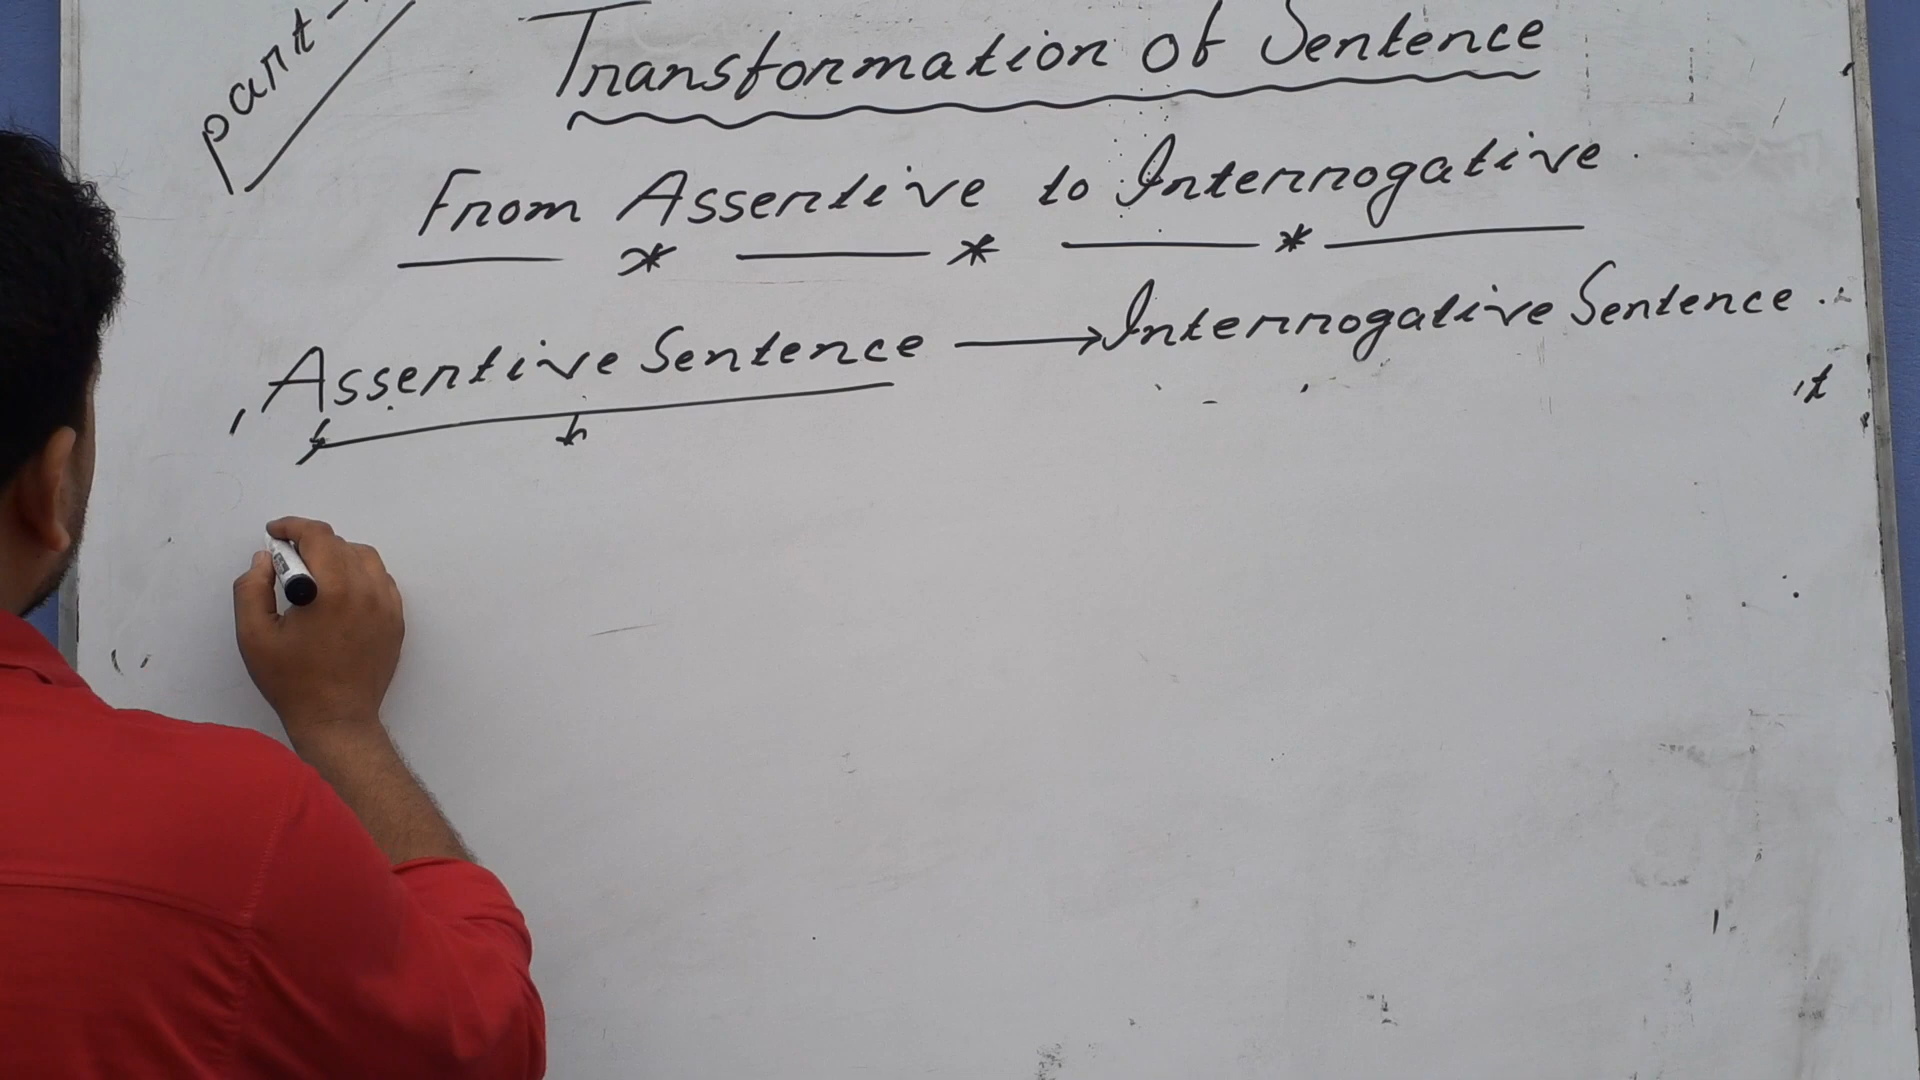 part-
Transformation of Sentence
From Assertive to Interrogative.
Assertive Sentence → Interrogative Sentence.